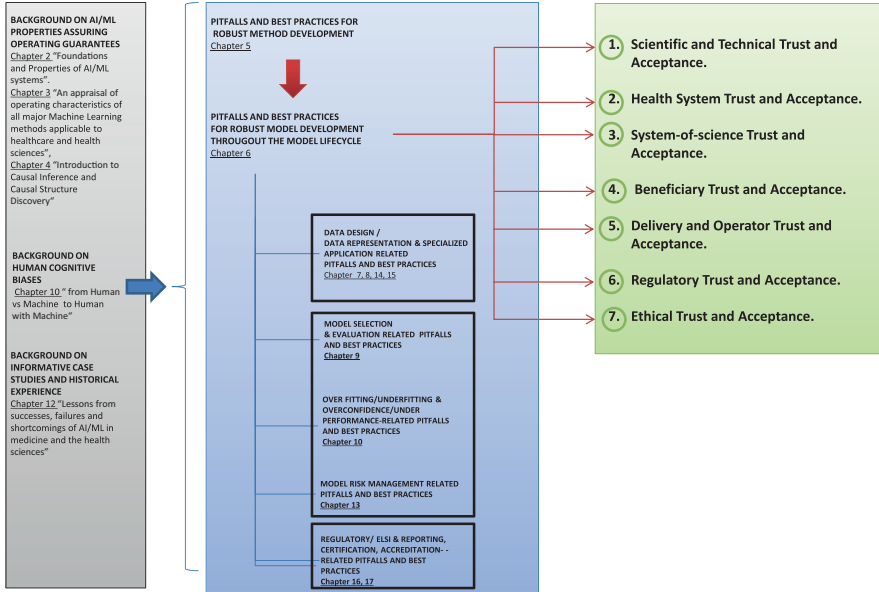 BACKGROUND ON AI/ML
PROPERTIES ASSURING
OPERATING GUARANTEES
Chapter 2 "Foundations
and Properties of AI/ML
systems".
Chapter 3 "An appraisal of
operating characteristics of
all major Machine Learning
methods applicable to
healthcare and health
sciences",
Chapter 4 "Introduction to
Causal Inference and
Causal Structure
Discovery"
BACKGROUND ON
HUMAN COGNITIVE
BIASES
Chapter 10 " from Human
vs Machine to Human
with Machine"
BACKGROUND ON
INFORMATIVE CASE
STUDIES AND HISTORICAL
EXPERIENCE
Chapter 12 "Lessons from
successes, failures and
shortcomings of AI/ML in
medicine and the health
sciences"
PITFALLS AND BEST PRACTICES FOR
ROBUST METHOD DEVELOPMENT
Chapter 5
PITFALLS AND BEST PRACTICES
FOR ROBUST MODEL DEVELOPMENT
THROUGOUT THE MODEL LIFECYCLE
Chapter 6
DATA DESIGN /
DATA REPRESENTATION & SPECIALIZED
APPLICATION RELATED
PITFALLS AND BEST PRACTICES
Chapter 7, 8, 14, 15
MODEL SELECTION
& EVALUATION RELATED PITFALLS
AND BEST PRACTICES
Chapter 9
OVER FITTING/UNDERFITTING &
OVERCONFIDENCE/UNDER
PERFORMANCE-RELATED PITFALLS
AND BEST PRACTICES
Chapter 10
MODEL RISK MANAGEMENT RELATED
PITFALLS AND BEST PRACTICES
Chapter 13
REGULATORY/ ELSI & REPORTING,
CERTIFICATION, ACCREDITATION- -
RELATED PITFALLS AND BEST
PRACTICES
Chapter 16, 17
1. Scientific and Technical Trust and
Acceptance.
2. Health System Trust and Acceptance.
3. System-of-science Trust and
Acceptance.
4. Beneficiary Trust and Acceptance.
5. Delivery and Operator Trust and
Acceptance.
6. Regulatory Trust and Acceptance.
7. Ethical Trust and Acceptance.